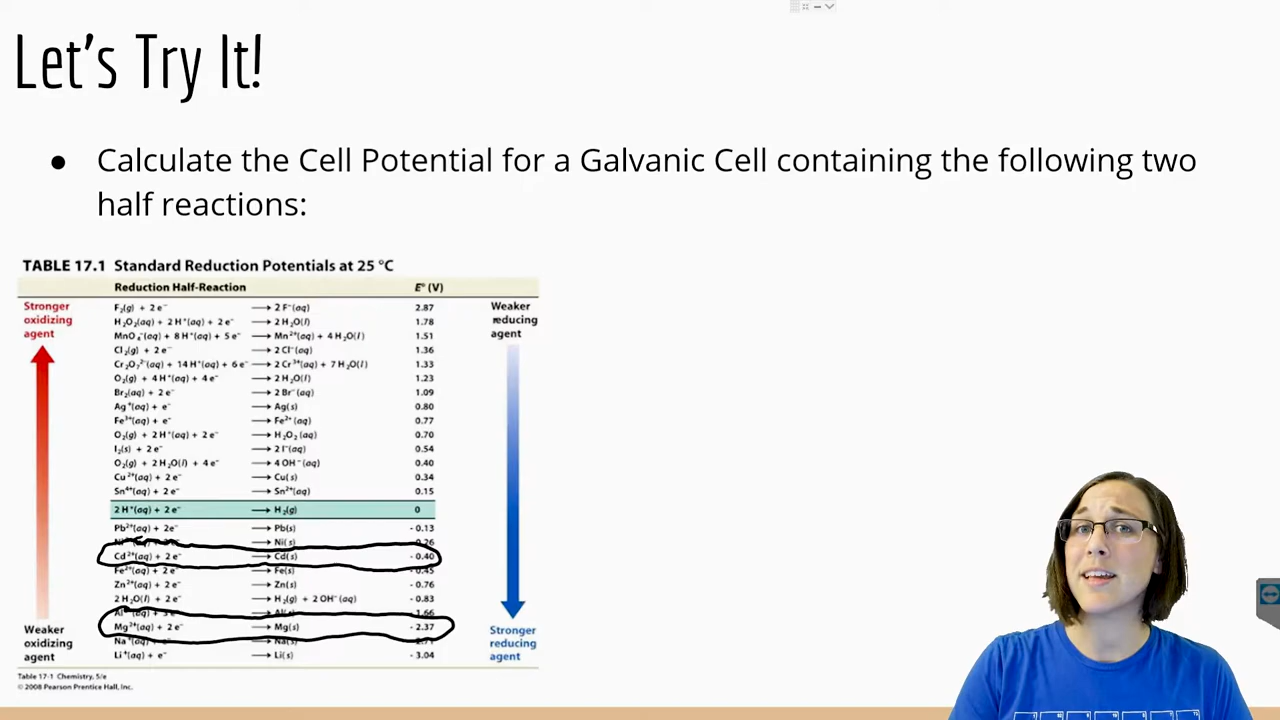 Let's Try It!
● Calculate the Cell Potential for a Galvanic Cell containing the following two
half reactions:
TABLE 17.1 Standard Reduction Potentials at 25 °C
Reduction Half-Reaction E° (V)
Stronger
oxidizing
agent
Weaker
reducing
agent
F₂(g) + 2 e⁻ ⟶ 2 F⁻(aq) 2.87
H₂O₂(aq) + 2 H⁺(aq) + 2 e⁻ ⟶ 2 H₂O(l) 1.78
MnO₄⁻(aq) + 8 H⁺(aq) + 5 e⁻ ⟶ Mn²⁺(aq) + 4 H₂O(l) 1.51
Cl₂(g) + 2 e⁻ ⟶ 2 Cl⁻(aq) 1.36
Cr₂O₇²⁻(aq) + 14 H⁺(aq) + 6 e⁻ ⟶ 2 Cr³⁺(aq) + 7 H₂O(l) 1.33
O₂(g) + 4 H⁺(aq) + 4 e⁻ ⟶ 2 H₂O(l) 1.23
Br₂(aq) + 2 e⁻ ⟶ 2 Br⁻(aq) 1.09
Ag⁺(aq) + e⁻ ⟶ Ag(s) 0.80
Fe³⁺(aq) + e⁻ ⟶ Fe²⁺(aq) 0.77
O₂(g) + 2 H⁺(aq) + 2 e⁻ ⟶ H₂O₂(aq) 0.70
I₂(s) + 2 e⁻ ⟶ 2 I⁻(aq) 0.54
O₂(g) + 2 H₂O(l) + 4 e⁻ ⟶ 4 OH⁻(aq) 0.40
Cu²⁺(aq) + 2 e⁻ ⟶ Cu(s) 0.34
Sn⁴⁺(aq) + 2 e⁻ ⟶ Sn²⁺(aq) 0.15
2 H⁺(aq) + 2 e⁻ ⟶ H₂(g) 0
Pb²⁺(aq) + 2e⁻ ⟶ Pb(s) - 0.13
⟶ Ni(s)
Cd²⁺(aq) + 2 e⁻ ⟶ Cd(s) - 0.40
Fe²⁺(aq) + 2 e⁻ ⟶ Fe(s) - 0.45
Zn²⁺(aq) + 2 e⁻ ⟶ Zn(s) - 0.76
2 H₂O(l) + 2 e⁻ ⟶ H₂(g) + 2 OH⁻(aq) - 0.83
Mg²⁺(aq) + 2 e⁻ ⟶ Mg(s) - 2.37
Li⁺(aq) + e⁻ ⟶ Li(s) - 3.04
Weaker
oxidizing
agent
Stronger
reducing
agent
Table 17-1 Chemistry, 5/e
© 2008 Pearson Prentice Hall, Inc.